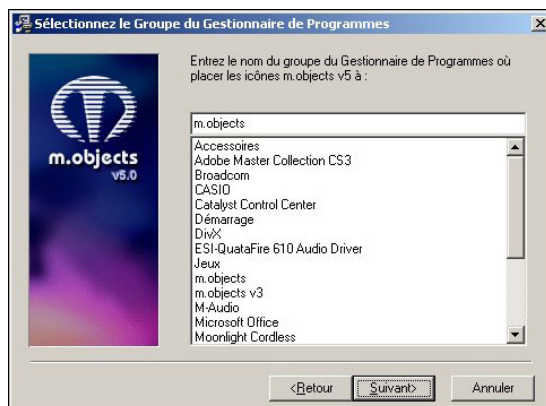 Sélectionnez le Groupe du Gestionnaire de Programmes
m.objects
v5.0
Entrez le nom du groupe du Gestionnaire de Programmes où
placer les icônes m.objects v5 à :
m.objects
Accessoires
Adobe Master Collection CS3
Broadcom
CASIO
Catalyst Control Center
Démarrage
DivX
ESI-QuataFire 610 Audio Driver
Jeux
m.objects
m.objects v3
M-Audio
Microsoft Office
Moonlight Cordless
<Retour
Suivant>
Annuler